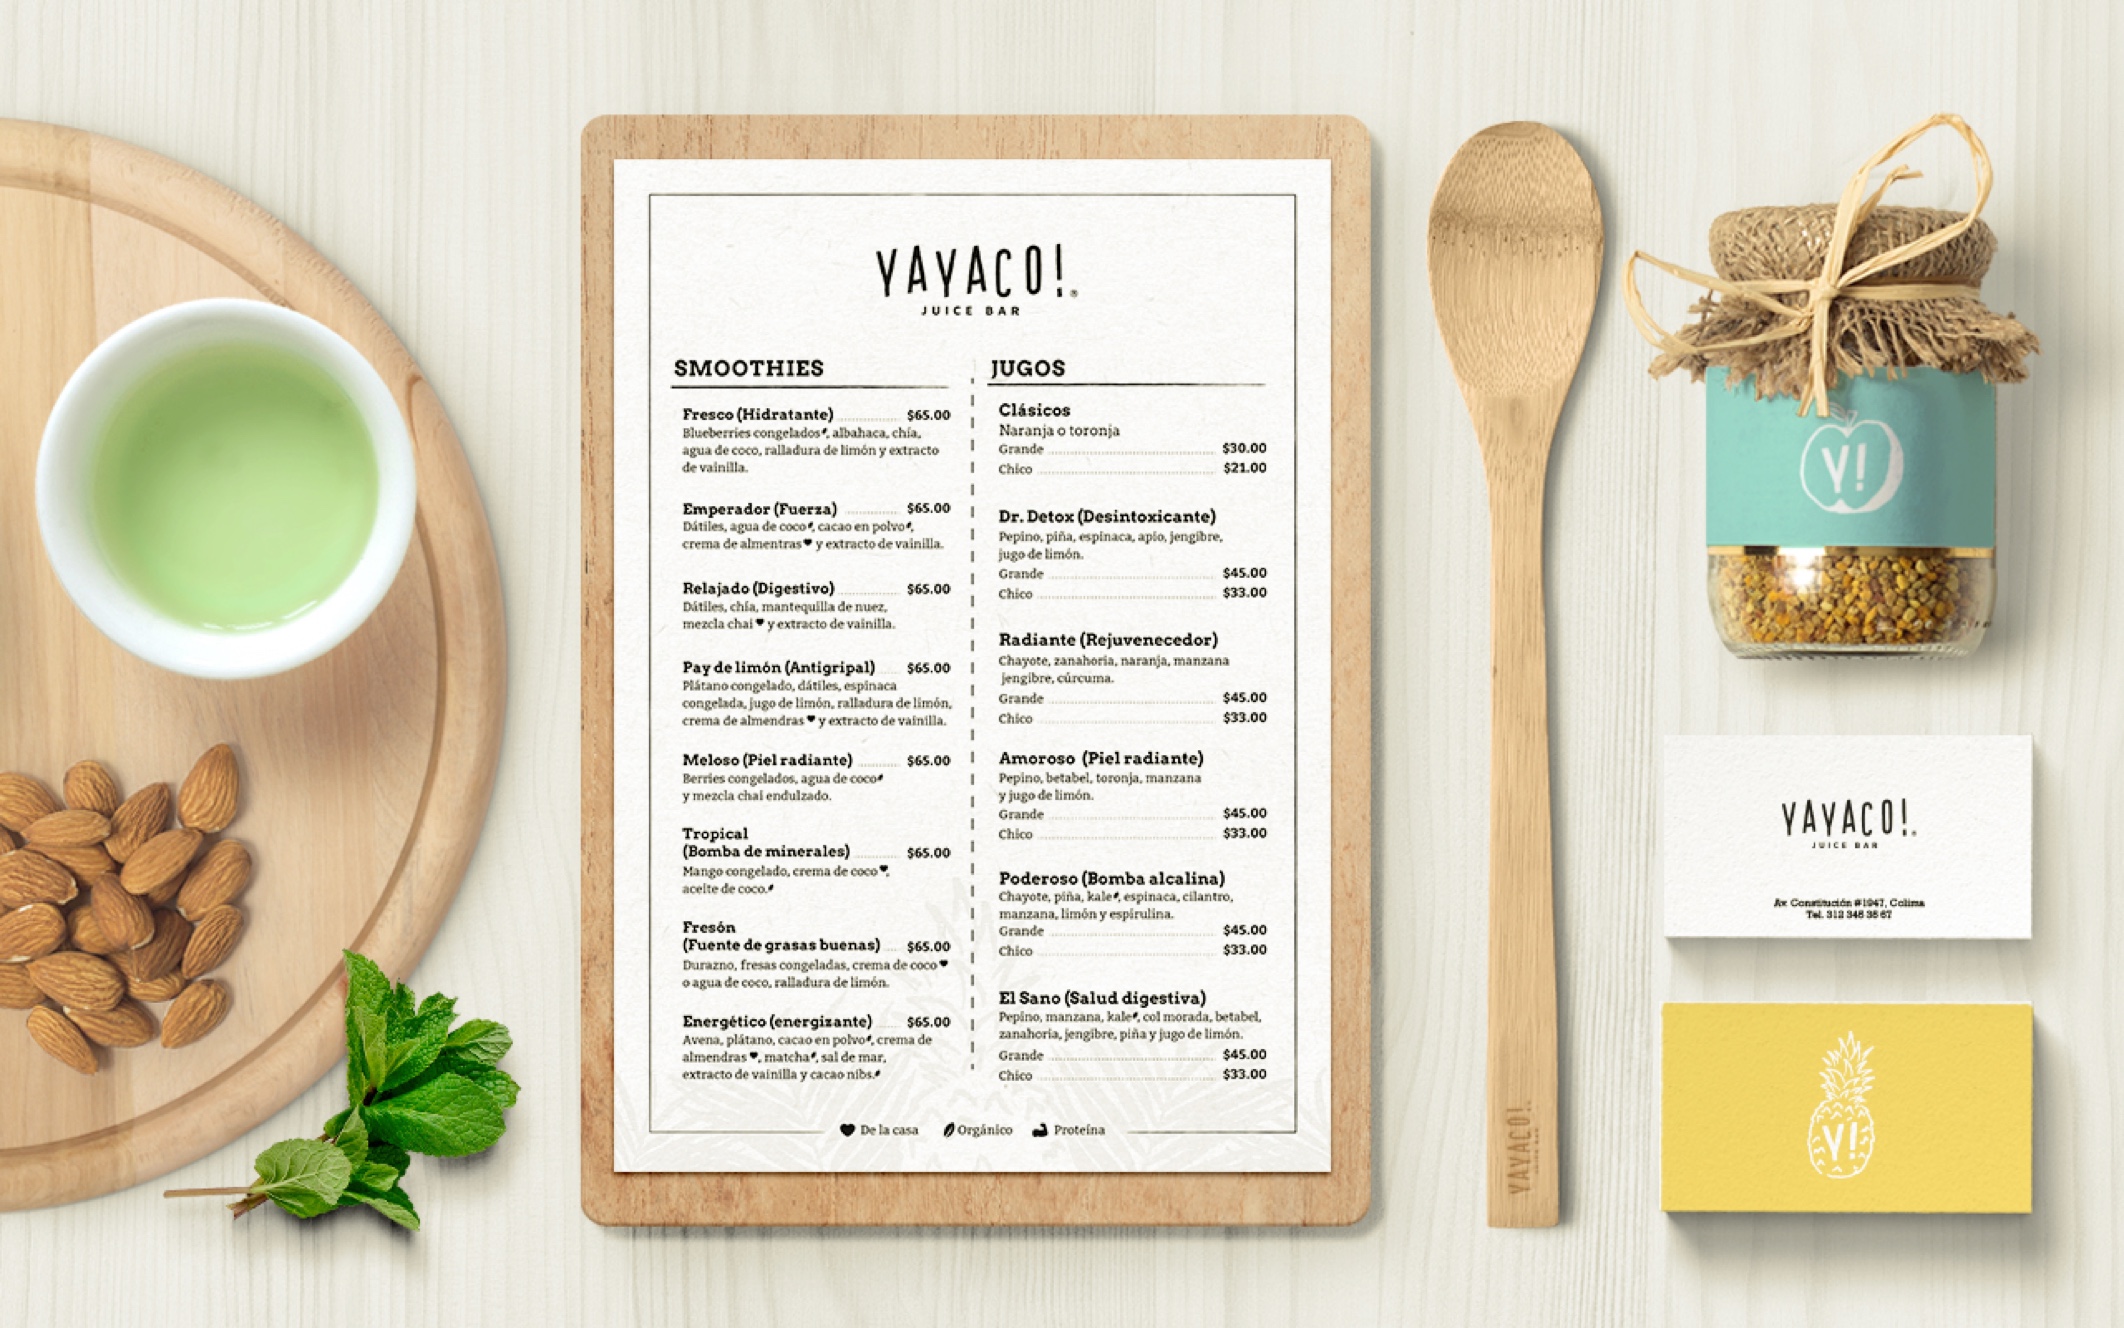 YAYACO!®
JUICE BAR
SMOOTHIES
Fresco (Hidratante) $65.00
Blueberries congelados, albahaca, chía,
agua de coco, ralladura de limón y extracto
de vainilla.
Emperador (Fuerza) $65.00
Dátiles, agua de coco, cacao en polvo,
crema de almentras y extracto de vainilla.
Relajado (Digestivo) $65.00
Dátiles, chía, mantequilla de nuez,
mezcla chai y extracto de vainilla.
Pay de limón (Antigripal) $65.00
Plátano congelado, dátiles, espinaca
congelada, jugo de limón, ralladura de limón,
crema de almendras y extracto de vainilla.
Meloso (Piel radiante) $65.00
Berries congelados, agua de coco
y mezcla chai endulzado.
Tropical
(Bomba de minerales) $65.00
Mango congelado, crema de coco,
aceite de coco.
Fresón
(Fuente de grasas buenas) $65.00
Durazno, fresas congeladas, crema de coco
o agua de coco, ralladura de limón.
Energético (energizante) $65.00
Avena, plátano, cacao en polvo, crema de
almendras, matcha, sal de mar,
extracto de vainilla y cacao nibs.
JUGOS
Clásicos
Naranja o toronja
Grande $30.00
Chico $21.00
Dr. Detox (Desintoxicante)
Pepino, piña, espinaca, apio, jengibre,
jugo de limón.
Grande $45.00
Chico $33.00
Radiante (Rejuvenecedor)
Chayote, zanahoria, naranja, manzana
jengibre, cúrcuma.
Grande $45.00
Chico $33.00
Amoroso (Piel radiante)
Pepino, betabel, toronja, manzana
y jugo de limón.
Grande $45.00
Chico $33.00
Poderoso (Bomba alcalina)
Chayote, piña, kale, espinaca, cilantro,
manzana, limón y espirulina.
Grande $45.00
Chico $33.00
El Sano (Salud digestiva)
Pepino, manzana, kale, col morada, betabel,
zanahoria, jengibre, piña y jugo de limón.
Grande $45.00
Chico $33.00
De la casa Orgánico Proteína
YAYACO!
Y!
YAYACO!
JUICE BAR
Av. Constitución #1947, Colima
Tel. 312 348 38 67
Y!